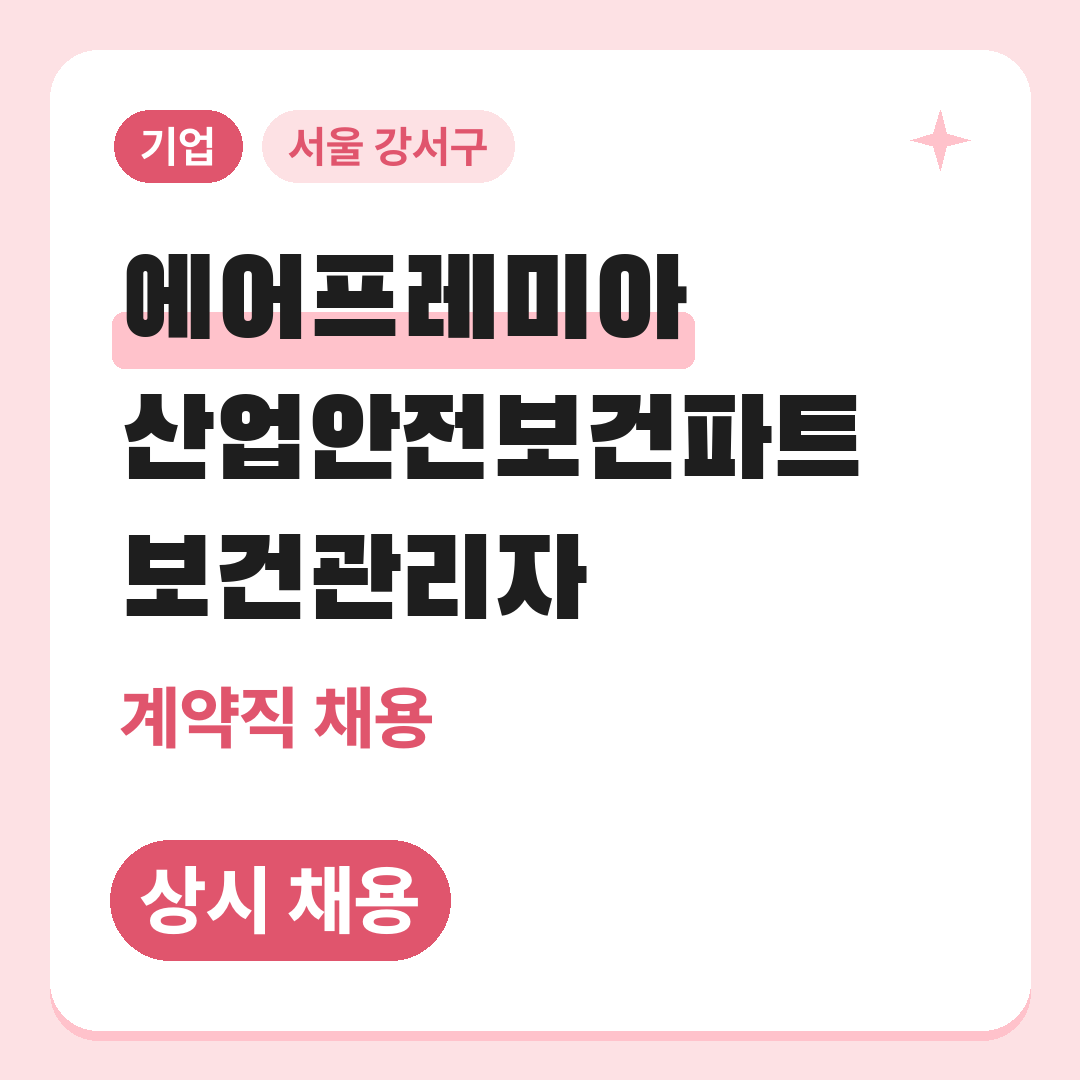 기업 서울 강서구
에어프레미아
산업안전보건파트
보건관리자
계약직 채용
상시 채용